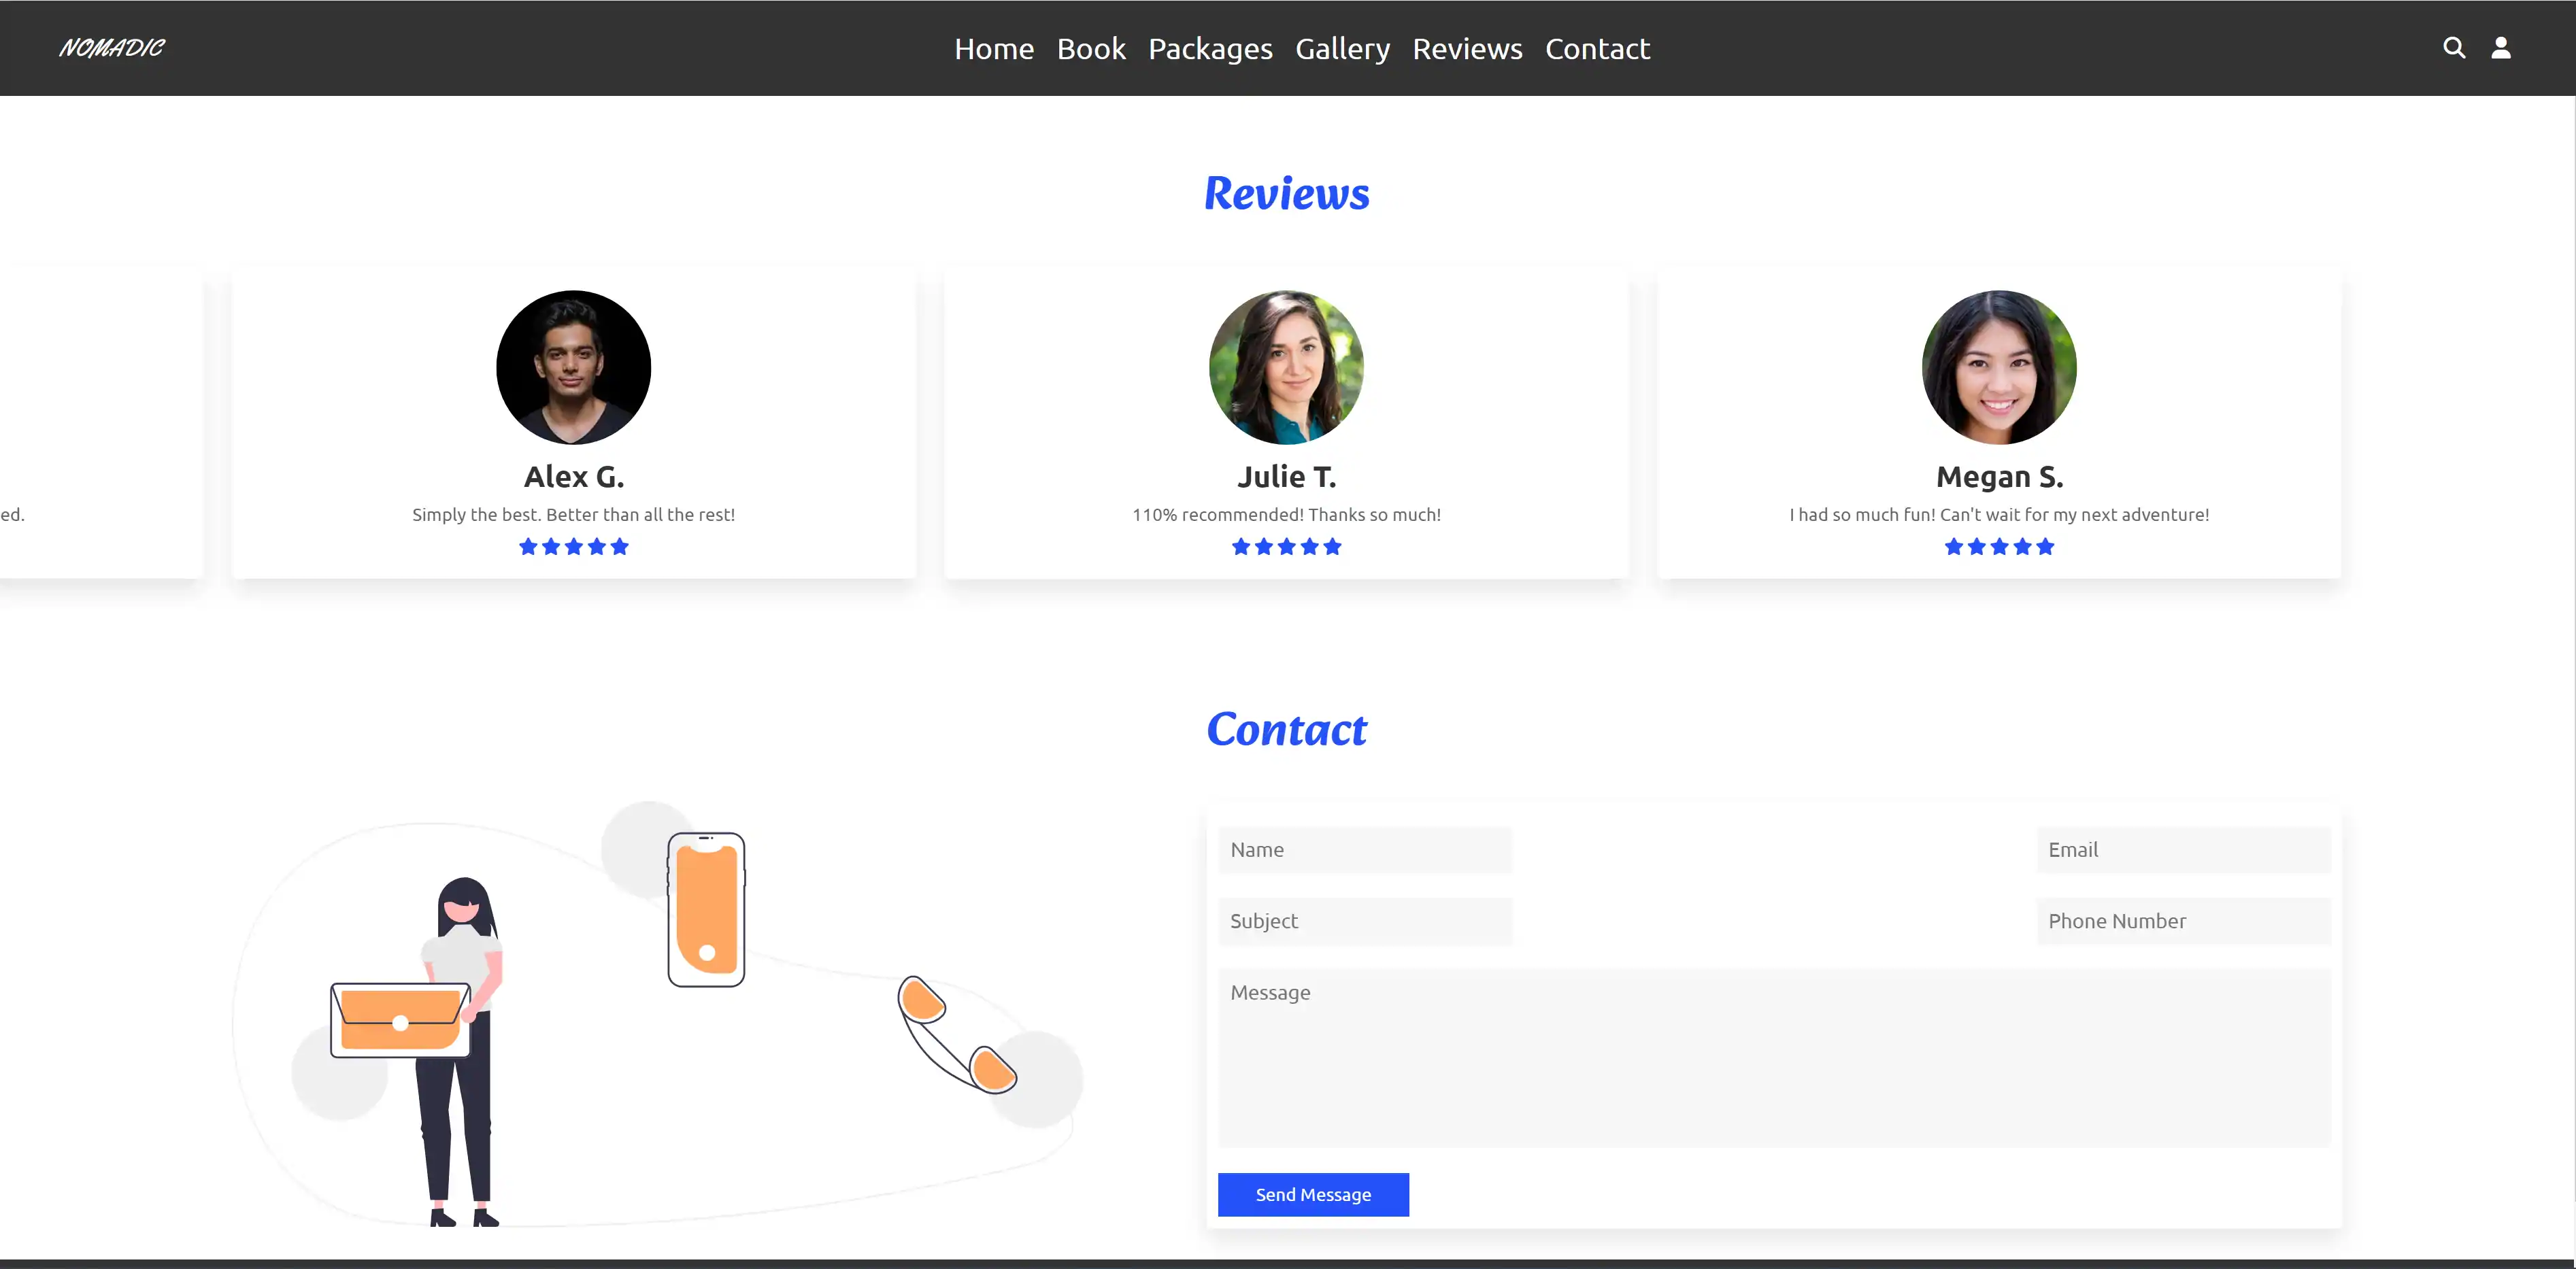 NOMADIC
Home Book Packages Gallery Reviews Contact
Reviews
ed.
Alex G.
Simply the best. Better than all the rest!
Julie T.
110% recommended! Thanks so much!
Megan S.
I had so much fun! Can't wait for my next adventure!
Contact
Name Email
Subject Phone Number
Message
Send Message